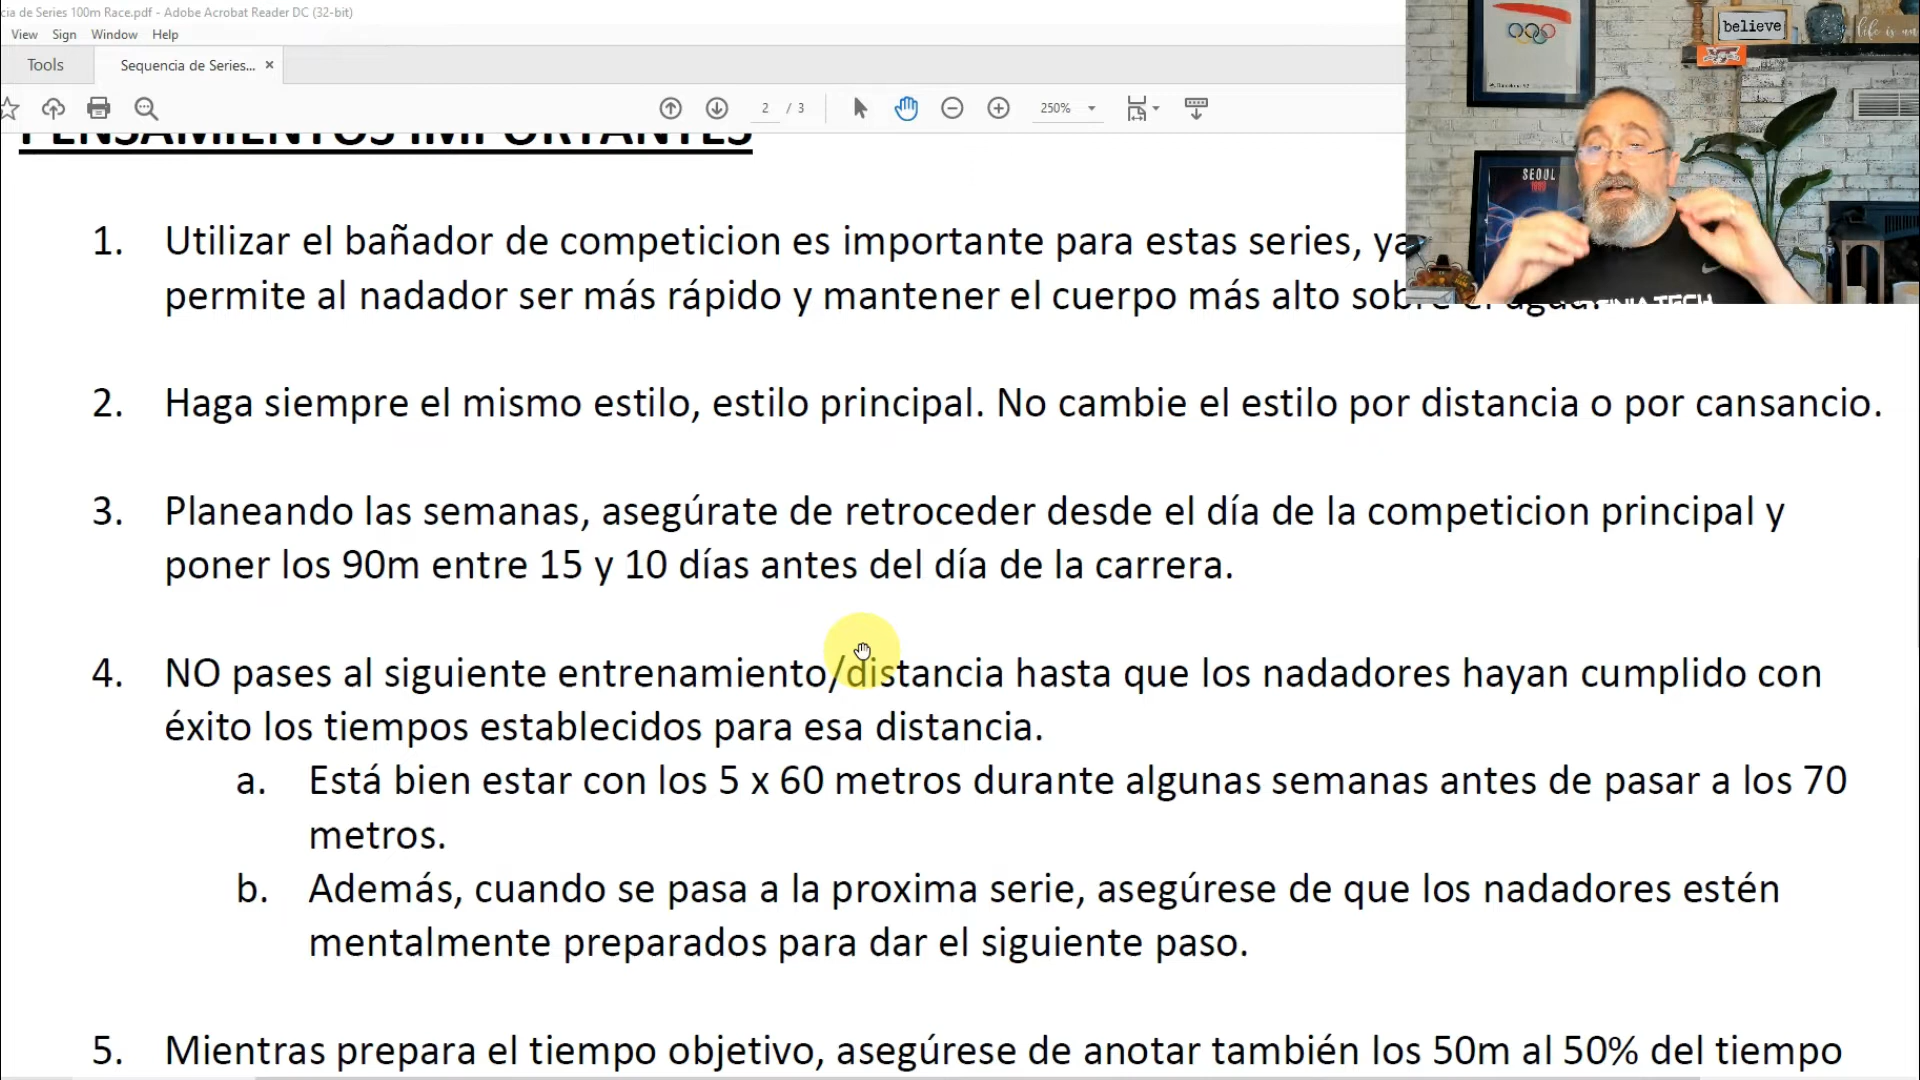 cia de Series 100m Race.pdf - Adobe Acrobat Reader DC (32-bit)
View Sign Window Help
Tools Sequencia de Series... ×
2 / 3 250%
believe
life is
SEOUL
PENSAMIENTOS IMPORTANTES
1. Utilizar el bañador de competicion es importante para estas series, ya
permite al nadador ser más rápido y mantener el cuerpo más alto sobre el agua.
2. Haga siempre el mismo estilo, estilo principal. No cambie el estilo por distancia o por cansancio.
3. Planeando las semanas, asegúrate de retroceder desde el día de la competicion principal y
poner los 90m entre 15 y 10 días antes del día de la carrera.
4. NO pases al siguiente entrenamiento/distancia hasta que los nadadores hayan cumplido con
éxito los tiempos establecidos para esa distancia.
a. Está bien estar con los 5 x 60 metros durante algunas semanas antes de pasar a los 70
metros.
b. Además, cuando se pasa a la proxima serie, asegúrese de que los nadadores estén
mentalmente preparados para dar el siguiente paso.
5. Mientras prepara el tiempo objetivo, asegúrese de anotar también los 50m al 50% del tiempo